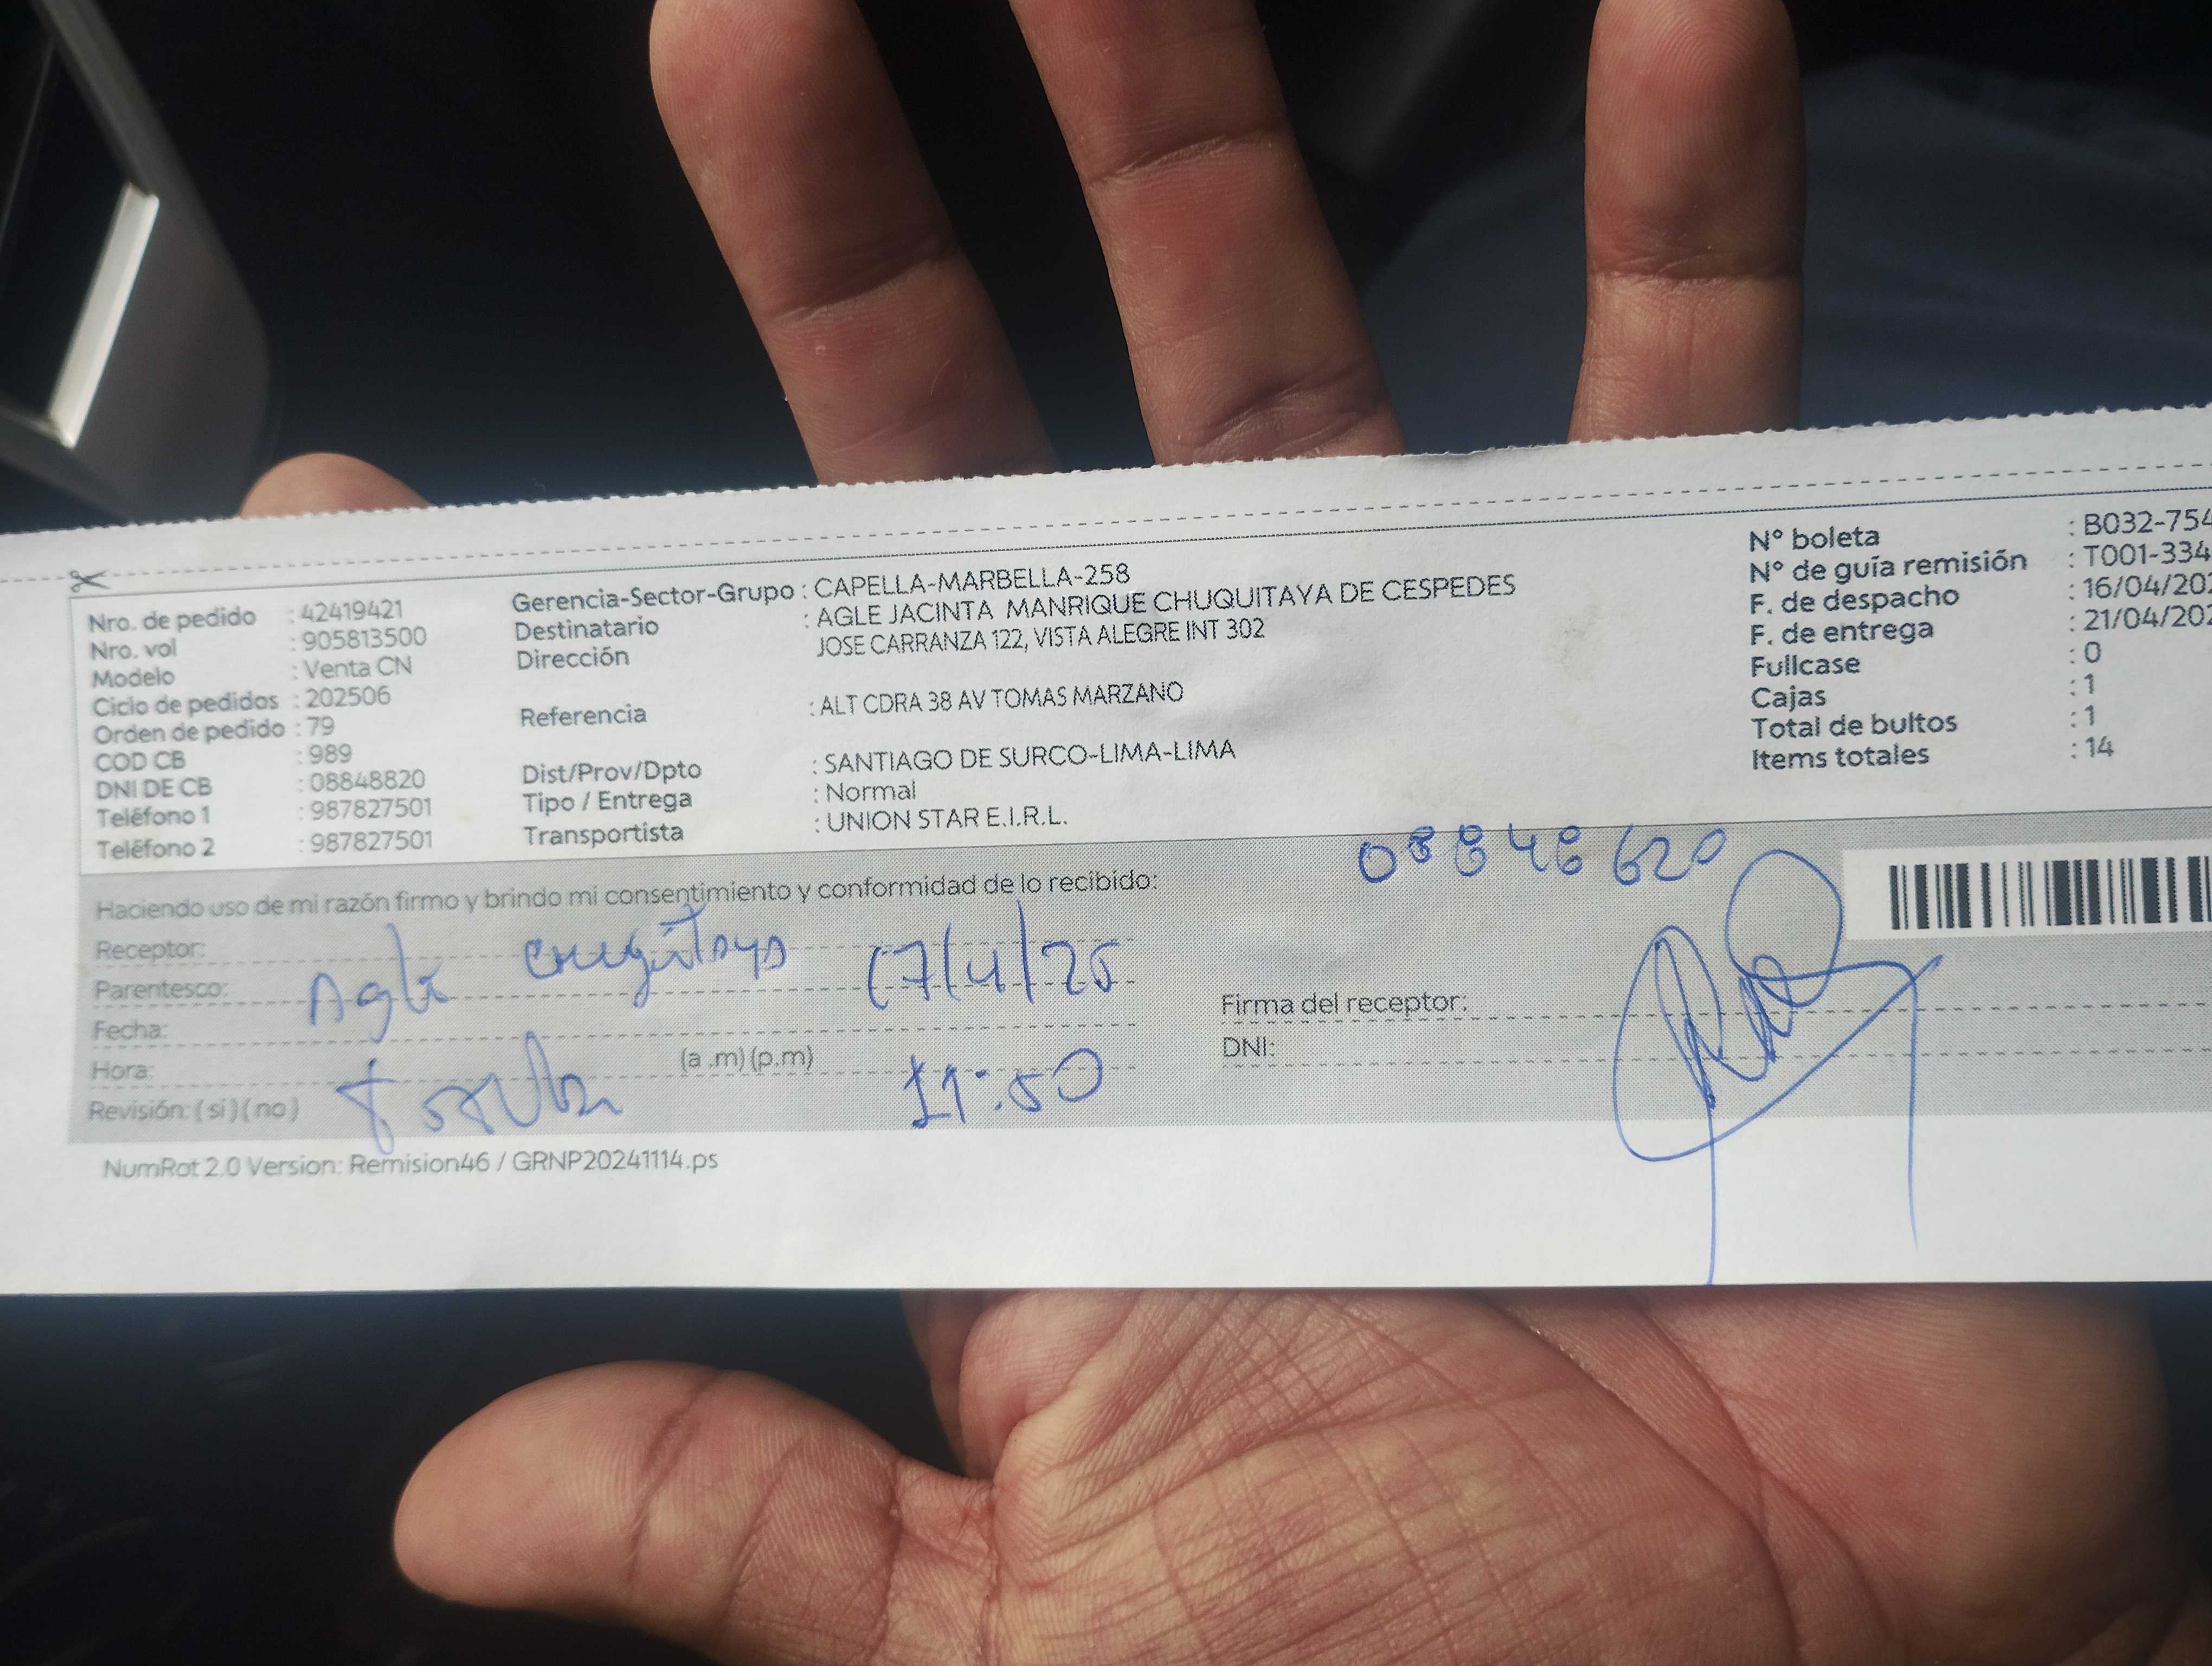 Nro. de pedido : 42419421
Nro. vol : 905813500
Modelo : Venta CN
Ciclo de pedidos : 202506
Orden de pedido : 79
COD CB : 989
DNI DE CB : 08848820
Teléfono 1 : 987827501
Teléfono 2 : 987827501
Gerencia-Sector-Grupo : CAPELLA-MARBELLA-258
Destinatario : AGLE JACINTA MANRIQUE CHUQUITAYA DE CESPEDES
Dirección JOSE CARRANZA 122, VISTA ALEGRE INT 302
Referencia : ALT CDRA 38 AV TOMAS MARZANO
Dist/Prov/Dpto : SANTIAGO DE SURCO-LIMA-LIMA
Tipo / Entrega : Normal
Transportista : UNION STAR E.I.R.L.
N° boleta : B032-754
N° de guía remisión : T001-334
F. de despacho : 16/04/202
F. de entrega : 21/04/202
Fullcase : 0
Cajas : 1
Total de bultos : 1
Items totales : 14
Haciendo uso de mi razón firmo y brindo mi consentimiento y conformidad de lo recibido:
Receptor:
Parentesco: Agle 17/4/25
Fecha:
Hora: (a .m) (p.m) 11:50
Revisión: ( si ) ( no )
Firma del receptor:
DNI:
NumRot 2.0 Version: Remision46 / GRNP20241114.ps